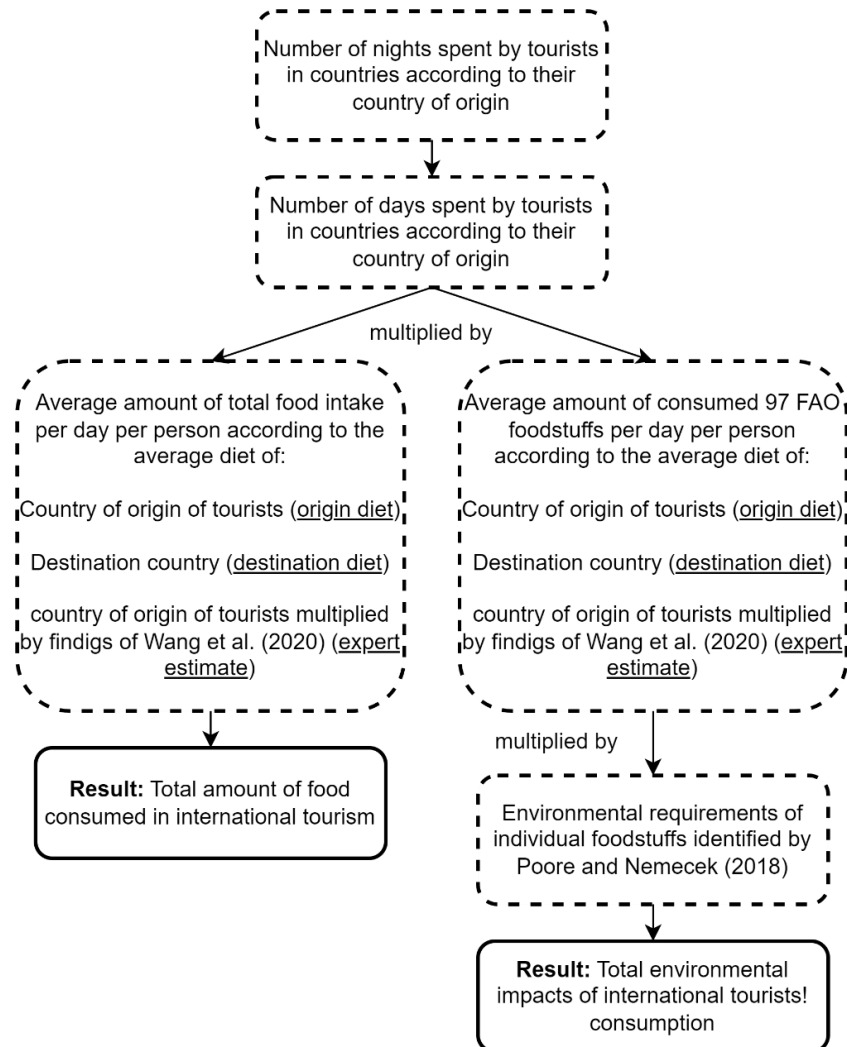 Number of nights spent by tourists
in countries according to their
country of origin
Number of days spent by tourists
in countries according to their
country of origin
multiplied by
Average amount of total food intake
per day per person according to the
average diet of:
Country of origin of tourists (origin diet)
Destination country (destination diet)
country of origin of tourists multiplied
by findigs of Wang et al. (2020) (expert
estimate)
Average amount of consumed 97 FAO
foodstuffs per day per person
according to the average diet of:
Country of origin of tourists (origin diet)
Destination country (destination diet)
country of origin of tourists multiplied
by findigs of Wang et al. (2020) (expert
estimate)
Result: Total amount of food
consumed in international tourism
multiplied by
Environmental requirements of
individual foodstuffs identified by
Poore and Nemecek (2018)
Result: Total environmental
impacts of international tourists!
consumption